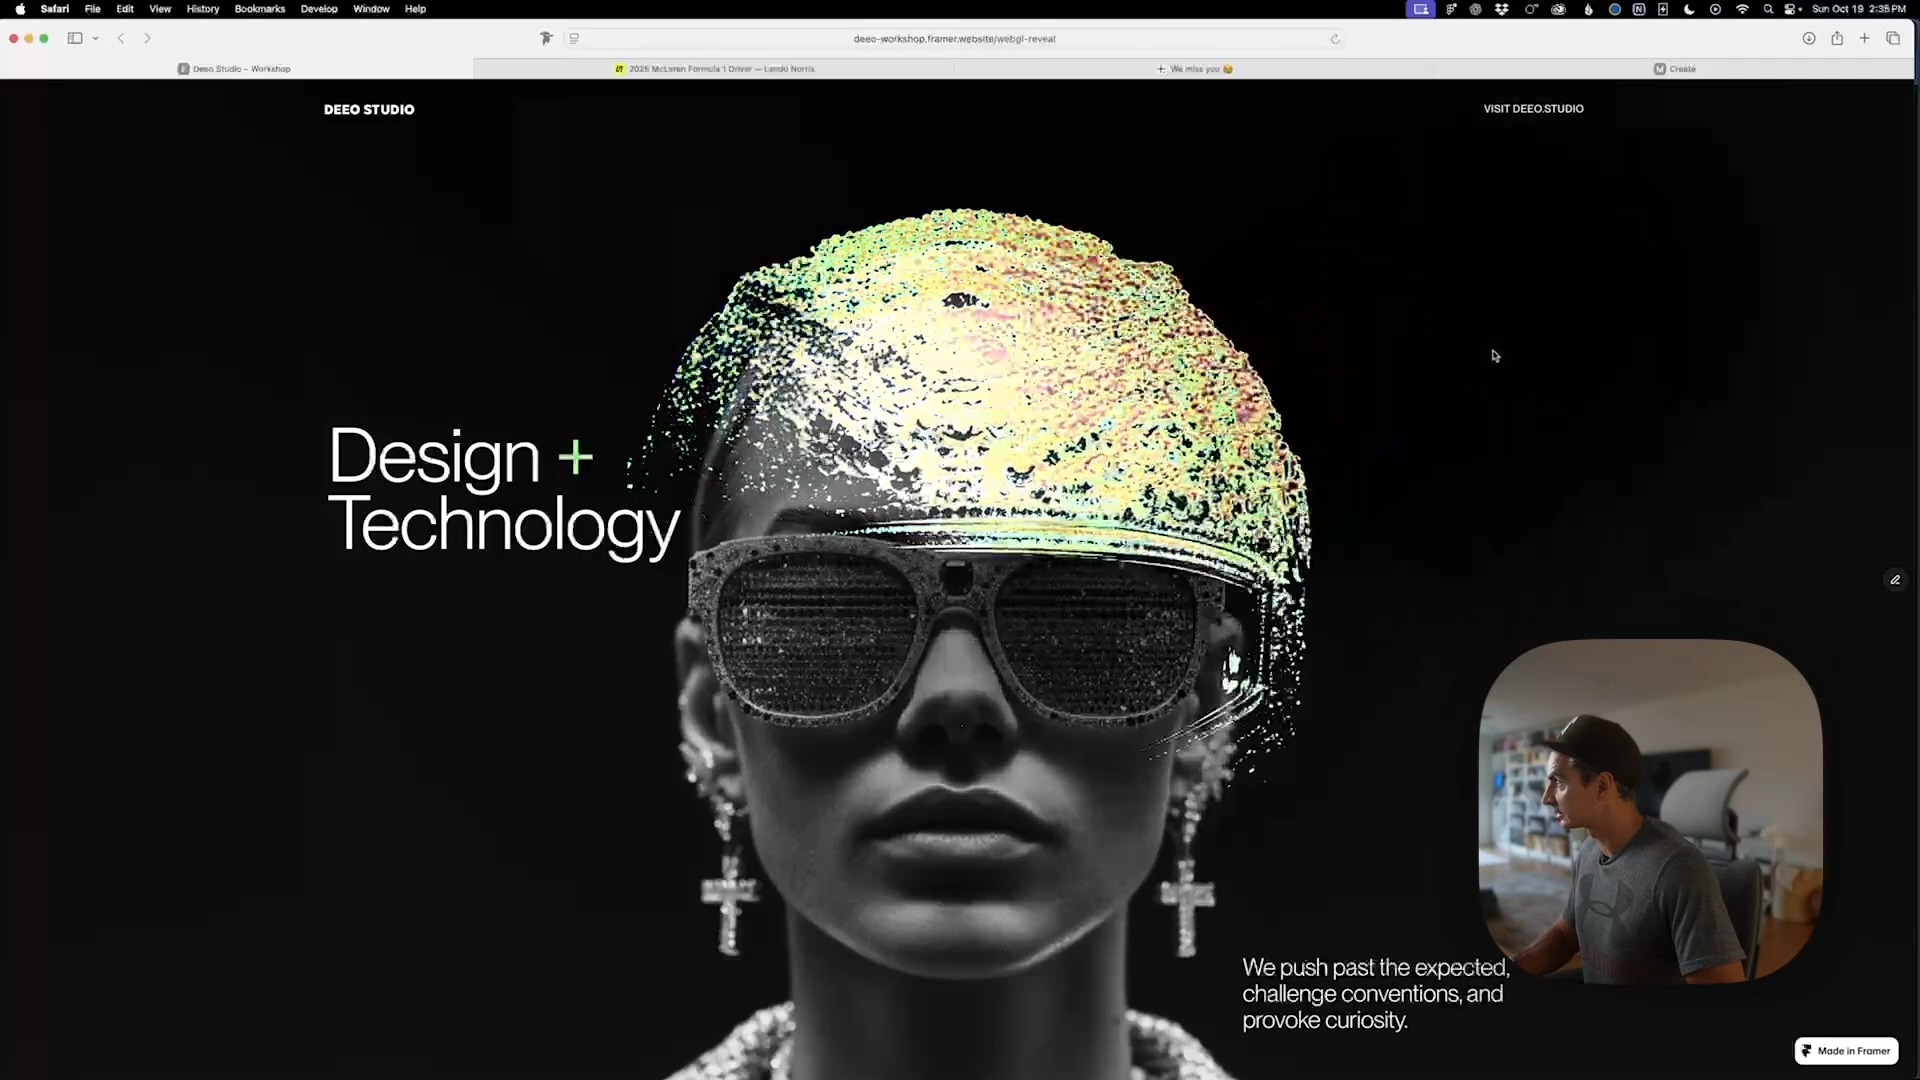 Safari File Edit View History Bookmarks Develop Window Help
Sun Oct 19 2:35 PM
deeo-workshop.framer.website/webgl-reveal
Deeo Studio – Workshop
2025 McLaren Formula 1 Driver — Lando Norris
We miss you 😢
Create
DEEO STUDIO
VISIT DEEO.STUDIO
Design +
Technology
We push past the expected,
challenge conventions, and
provoke curiosity.
Made in Framer